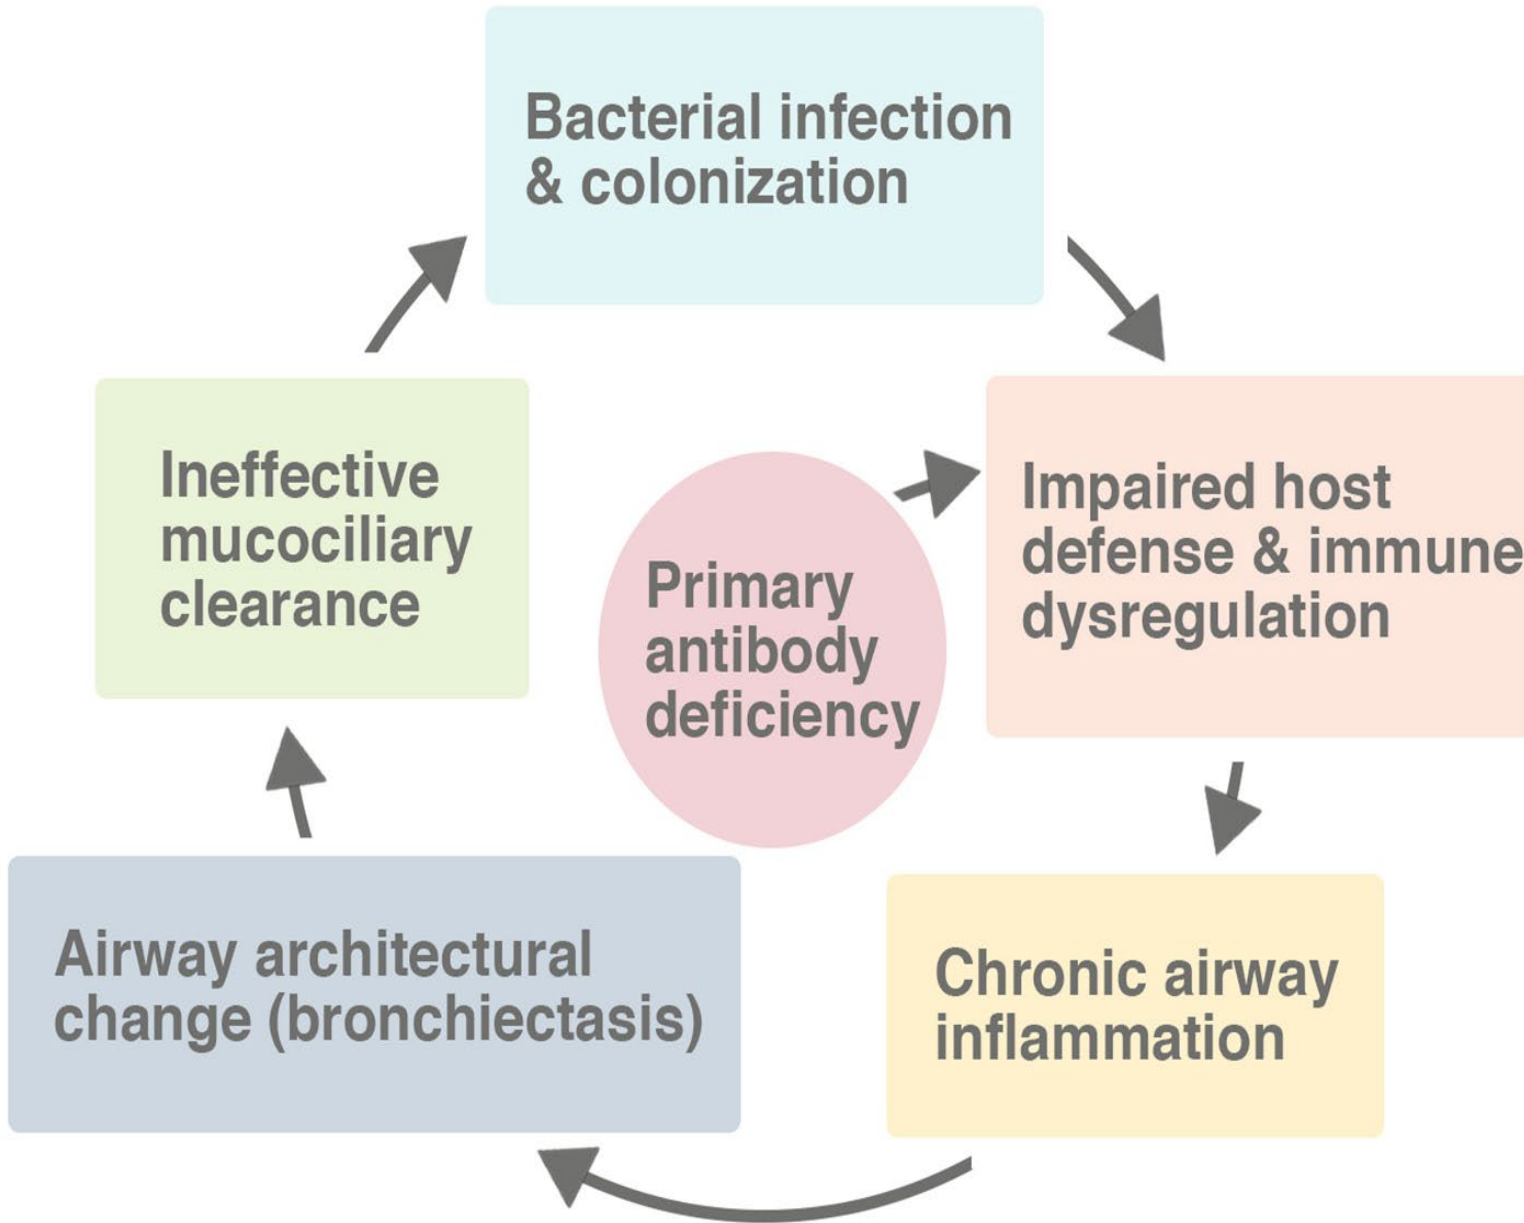 Bacterial infection
& colonization
Ineffective
mucociliary
clearance
Primary
antibody
deficiency
Impaired host
defense & immune
dysregulation
Airway architectural
change (bronchiectasis)
Chronic airway
inflammation